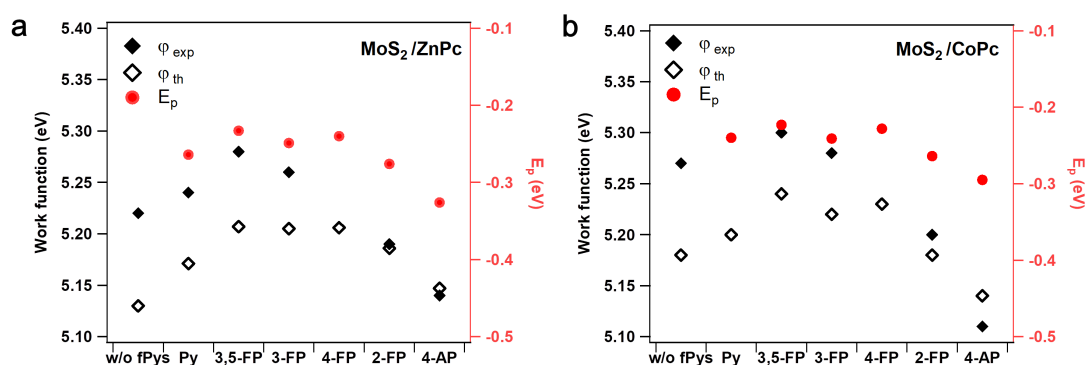 a
MoS2/ZnPc
φ exp
φ th
Ep
Work function (eV)
5.40
5.35
5.30
5.25
5.20
5.15
5.10
-0.1
-0.2
-0.3
-0.4
-0.5
Ep (eV)
w/o fPys Py 3,5-FP 3-FP 4-FP 2-FP 4-AP
b
MoS2/CoPc
φ exp
φ th
Ep
Work function (eV)
5.40
5.35
5.30
5.25
5.20
5.15
5.10
-0.1
-0.2
-0.3
-0.4
-0.5
Ep (eV)
w/o fPys Py 3,5-FP 3-FP 4-FP 2-FP 4-AP